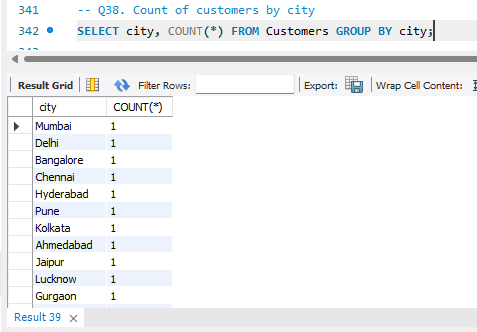 341 -- Q38. Count of customers by city
342 SELECT city, COUNT(*) FROM Customers GROUP BY city;
Result Grid Filter Rows: Export: Wrap Cell Content:
city COUNT(*)
Mumbai 1
Delhi 1
Bangalore 1
Chennai 1
Hyderabad 1
Pune 1
Kolkata 1
Ahmedabad 1
Jaipur 1
Lucknow 1
Gurgaon 1
Result 39